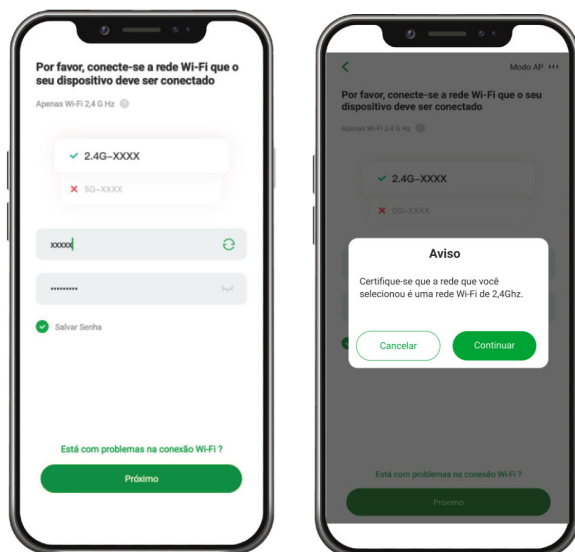 Por favor, conecte-se a rede Wi-Fi que o
seu dispositivo deve ser conectado
Apenas Wi-Fi 2,4 G Hz
2.4G–XXXX
5G–XXXX
xxxxx
•••••••••
Salvar Senha
Está com problemas na conexão Wi-Fi ?
Próximo
Modo AP
Por favor, conecte-se a rede Wi-Fi que o seu
dispositivo deve ser conectado
Apenas Wi-Fi 2,4 G Hz
2.4G–XXXX
5G–XXXX
Aviso
Certifique-se que a rede que você
selecionou é uma rede Wi-Fi de 2,4Ghz.
Cancelar
Continuar
Está com problemas na conexão Wi-Fi ?
Próximo